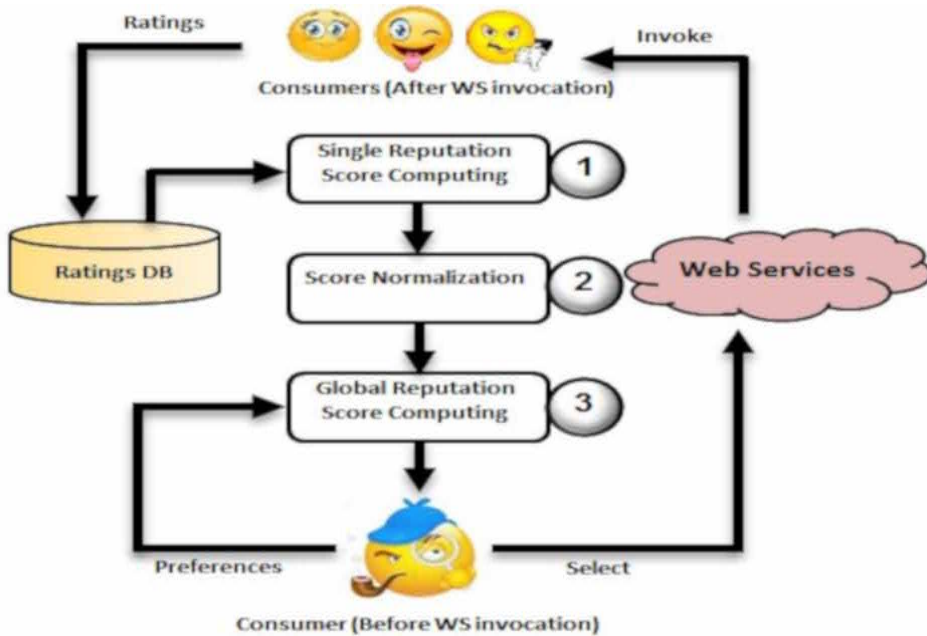 Ratings
Invoke
Consumers (After WS invocation)
Single Reputation
Score Computing
1
Ratings DB
Score Normalization
2
Web Services
Global Reputation
Score Computing
3
Preferences
Select
Consumer (Before WS invocation)